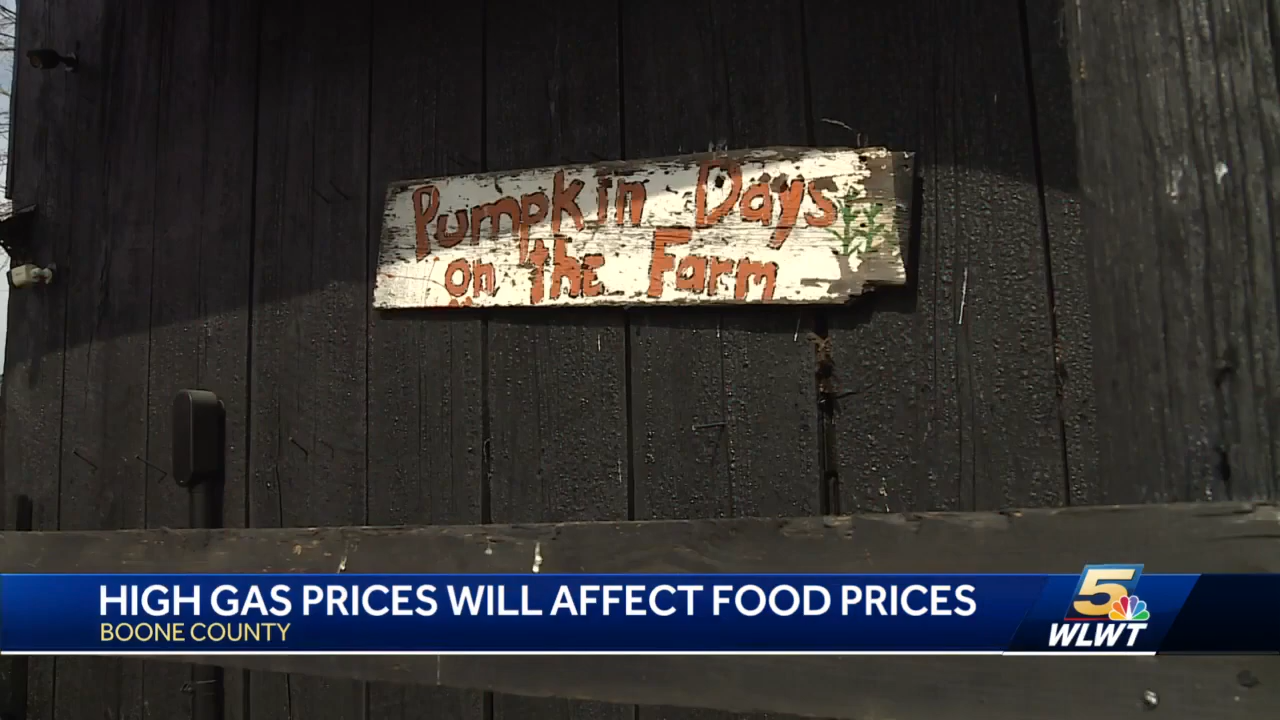 Pumpkin Days
on the Farm
HIGH GAS PRICES WILL AFFECT FOOD PRICES
BOONE COUNTY
5
WLWT